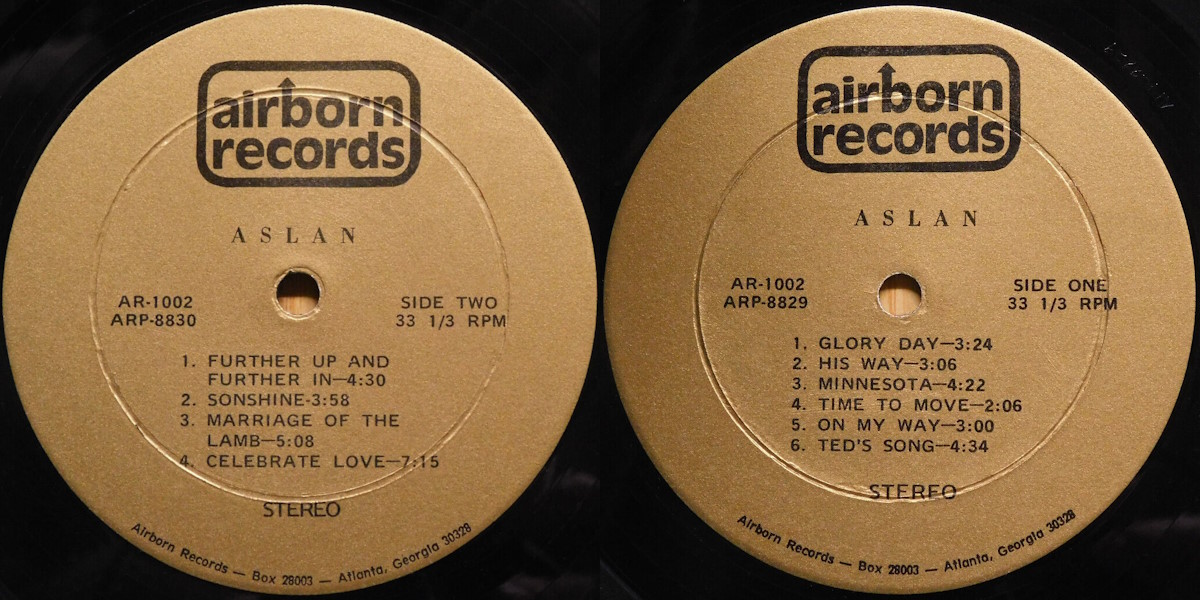 airborn
records
ASLAN
AR-1002
ARP-8830
SIDE TWO
33 1/3 RPM
1. FURTHER UP AND
FURTHER IN—4:30
2. SONSHINE-3:58
3. MARRIAGE OF THE
LAMB—5:08
4. CELEBRATE LOVE—7:15
STEREO
Airborn Records — Box 28003 — Atlanta, Georgia 30328
airborn
records
ASLAN
AR-1002
ARP-8829
SIDE ONE
33 1/3 RPM
1. GLORY DAY—3:24
2. HIS WAY—3:06
3. MINNESOTA—4:22
4. TIME TO MOVE—2:06
5. ON MY WAY—3:00
6. TED'S SONG—4:34
STEREO
Airborn Records — Box 28003 — Atlanta, Georgia 30328